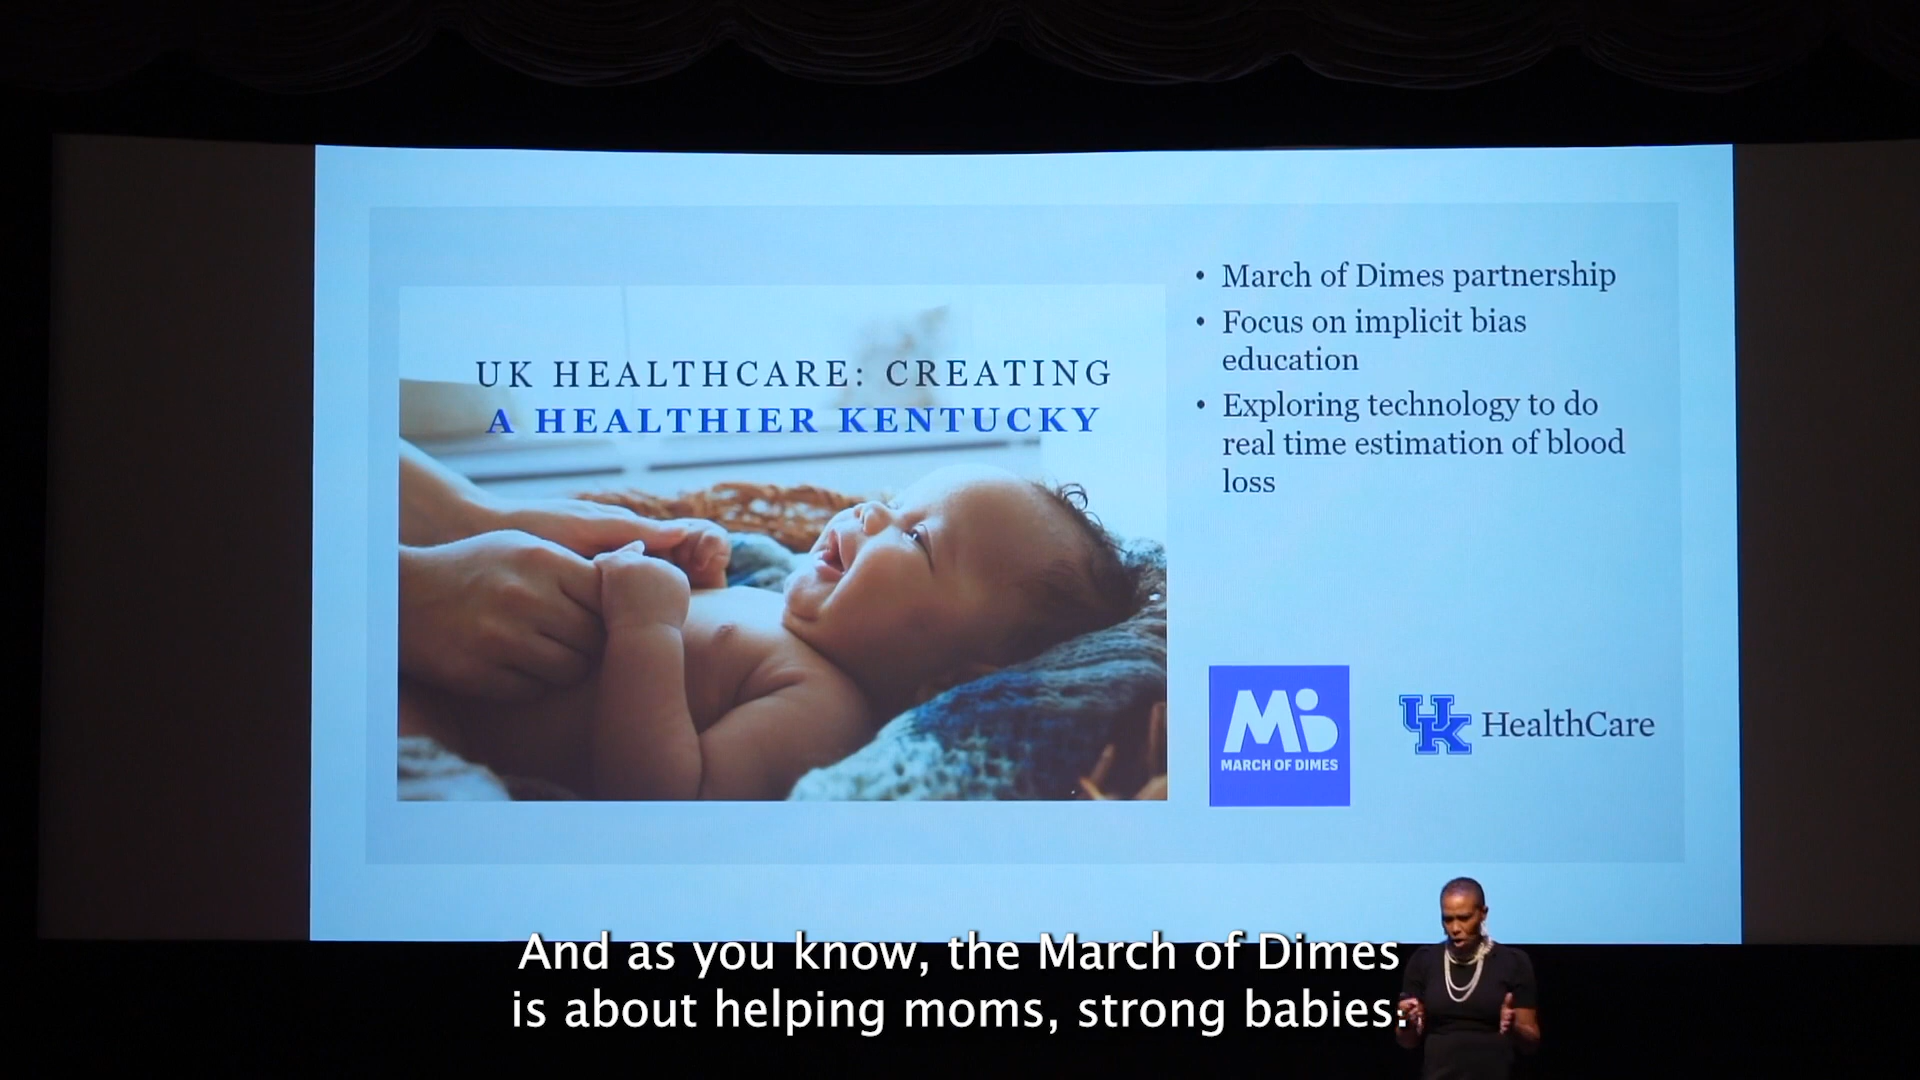 UK HEALTHCARE: CREATING
A HEALTHIER KENTUCKY
• March of Dimes partnership
• Focus on implicit bias
education
• Exploring technology to do
real time estimation of blood
loss
MARCH OF DIMES
UK HealthCare
And as you know, the March of Dimes
is about helping moms, strong babies.